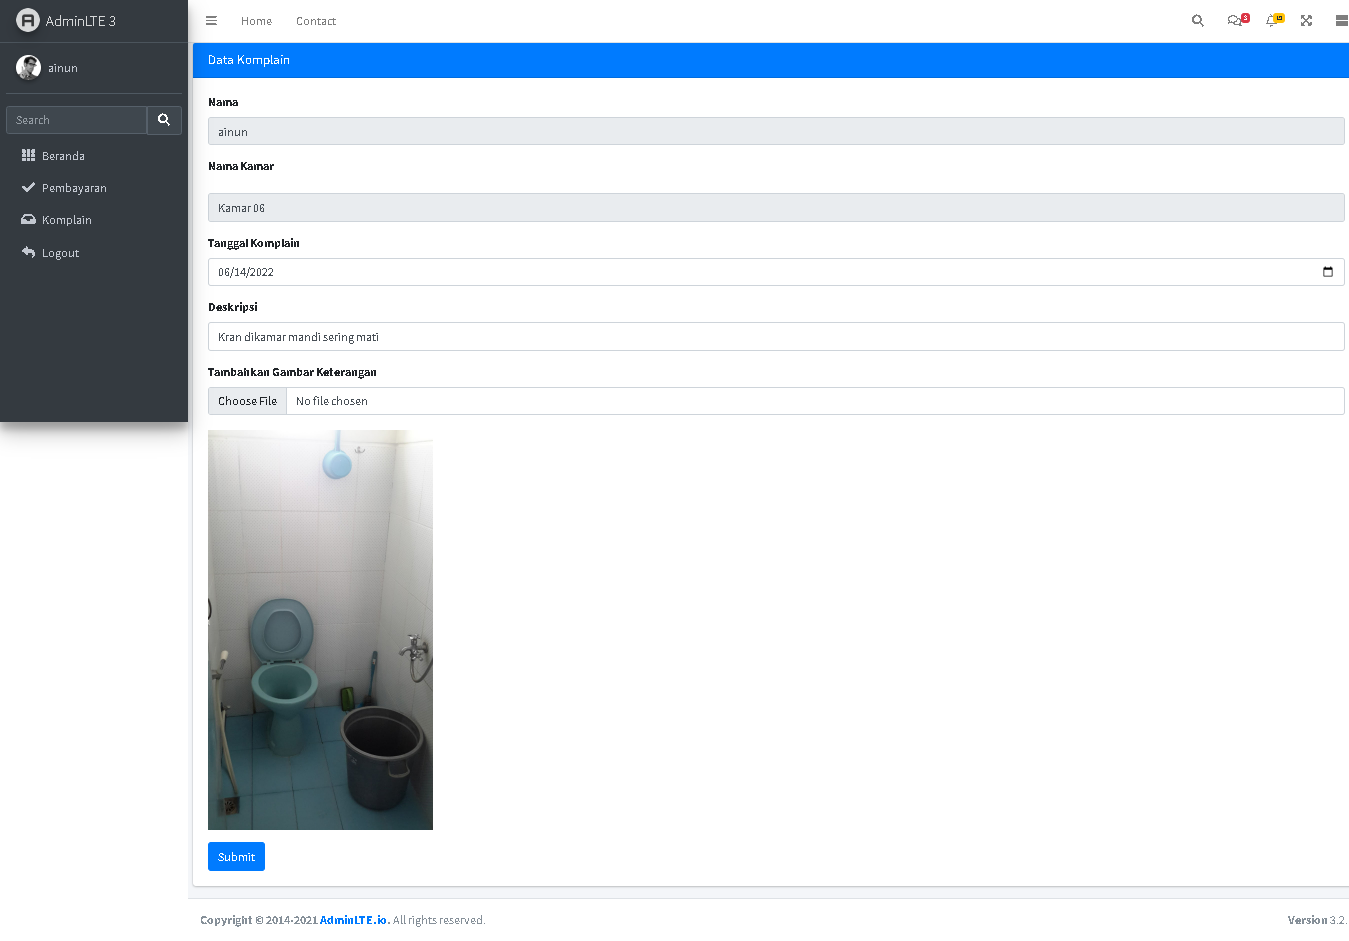 AdminLTE 3
Home
Contact
3
15
ainun
Data Komplain
Search
Beranda
Pembayaran
Komplain
Logout
Nama
ainun
Nama Kamar
Kamar 06
Tanggal Komplain
06/14/2022
Deskripsi
Kran dikamar mandi sering mati
Tambahkan Gambar Keterangan
Choose File No file chosen
Submit
Copyright © 2014-2021 AdminLTE.io. All rights reserved.
Version 3.2.